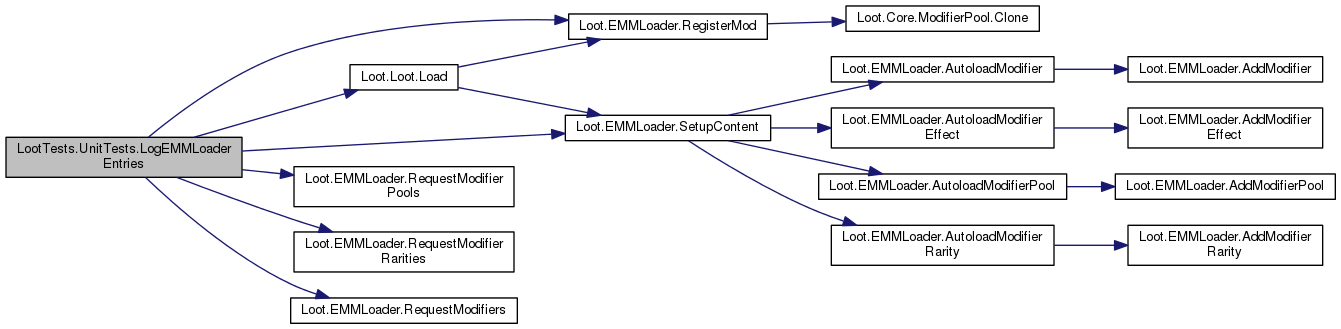 LootTests.UnitTests.LogEMMLoader
Entries
Loot.EMMLoader.RegisterMod
Loot.Core.ModifierPool.Clone
Loot.Loot.Load
Loot.EMMLoader.SetupContent
Loot.EMMLoader.AutoloadModifier
Loot.EMMLoader.AddModifier
Loot.EMMLoader.AutoloadModifier
Effect
Loot.EMMLoader.AddModifier
Effect
Loot.EMMLoader.AutoloadModifierPool
Loot.EMMLoader.AddModifierPool
Loot.EMMLoader.AutoloadModifier
Rarity
Loot.EMMLoader.AddModifier
Rarity
Loot.EMMLoader.RequestModifier
Pools
Loot.EMMLoader.RequestModifier
Rarities
Loot.EMMLoader.RequestModifiers